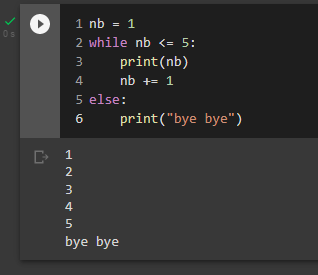 0 s
1 nb = 1
2 while nb <= 5:
3     print(nb)
4     nb += 1
5 else:
6     print("bye bye")
1
2
3
4
5
bye bye